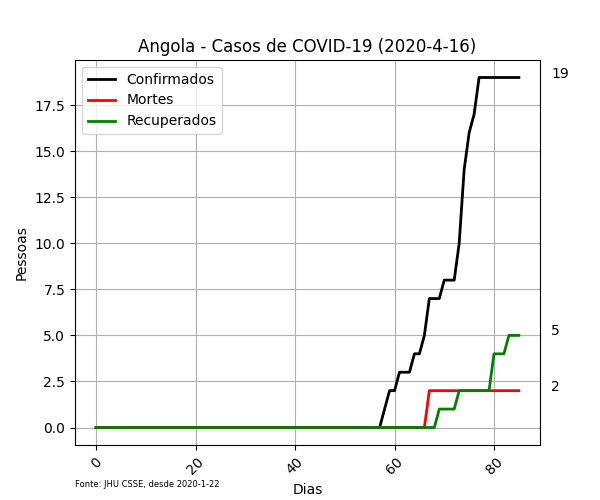 Angola - Casos de COVID-19 (2020-4-16)
Confirmados
Mortes
Recuperados
19
17.5
15.0
12.5
10.0
7.5
5.0
2.5
0.0
5
2
Pessoas
0 20 40 60 80
Fonte: JHU CSSE, desde 2020-1-22
Dias